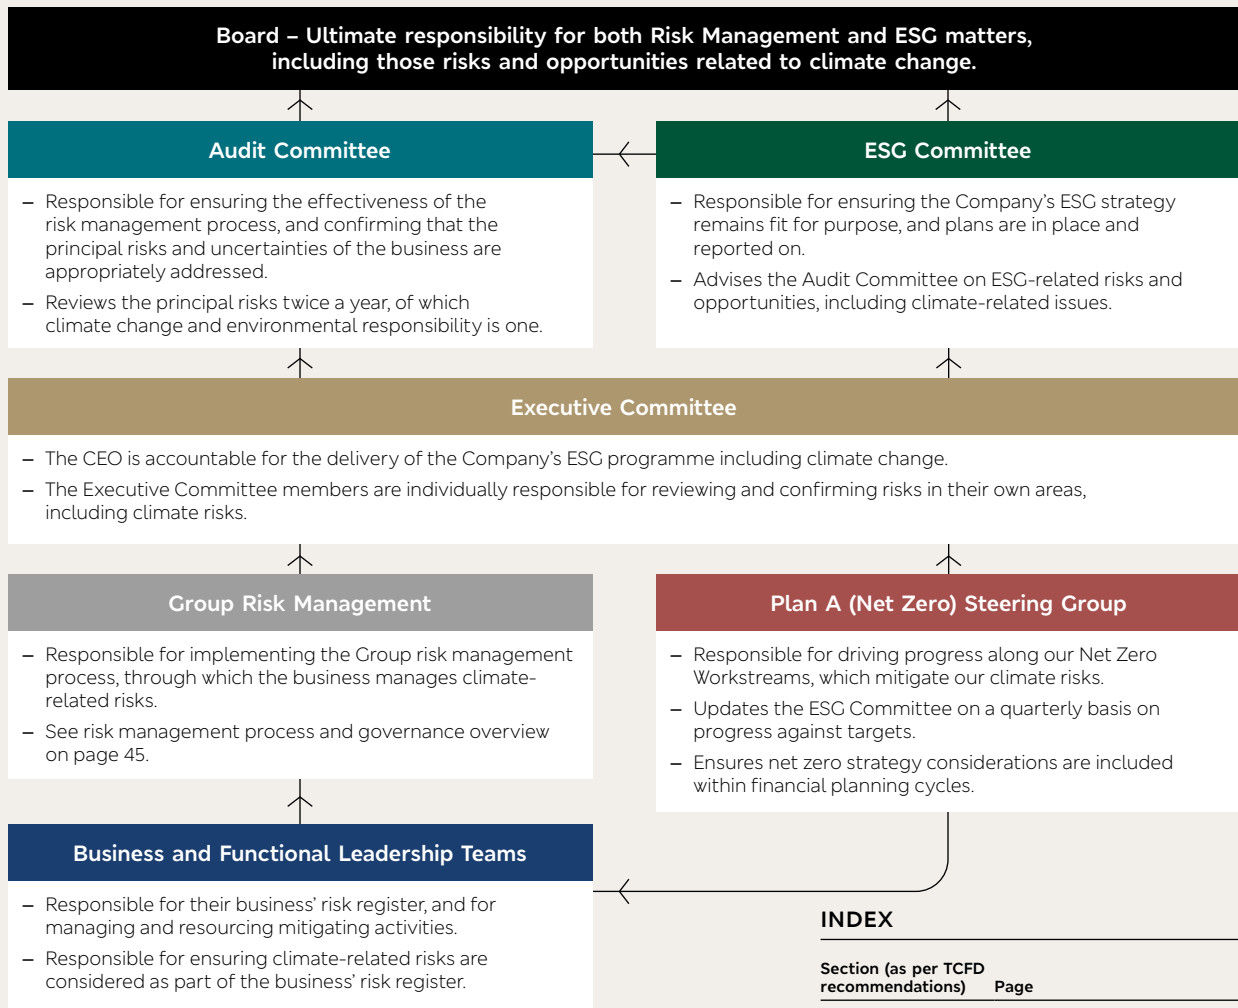 Board – Ultimate responsibility for both Risk Management and ESG matters,
including those risks and opportunities related to climate change.
Audit Committee
– Responsible for ensuring the effectiveness of the
risk management process, and confirming that the
principal risks and uncertainties of the business are
appropriately addressed.
– Reviews the principal risks twice a year, of which
climate change and environmental responsibility is one.
ESG Committee
– Responsible for ensuring the Company’s ESG strategy
remains fit for purpose, and plans are in place and
reported on.
– Advises the Audit Committee on ESG-related risks and
opportunities, including climate-related issues.
Executive Committee
– The CEO is accountable for the delivery of the Company’s ESG programme including climate change.
– The Executive Committee members are individually responsible for reviewing and confirming risks in their own areas,
including climate risks.
Group Risk Management
– Responsible for implementing the Group risk management
process, through which the business manages climate-
related risks.
– See risk management process and governance overview
on page 45.
Plan A (Net Zero) Steering Group
– Responsible for driving progress along our Net Zero
Workstreams, which mitigate our climate risks.
– Updates the ESG Committee on a quarterly basis on
progress against targets.
– Ensures net zero strategy considerations are included
within financial planning cycles.
Business and Functional Leadership Teams
– Responsible for their business’ risk register, and for
managing and resourcing mitigating activities.
– Responsible for ensuring climate-related risks are
considered as part of the business’ risk register.
INDEX
Section (as per TCFD
recommendations) Page